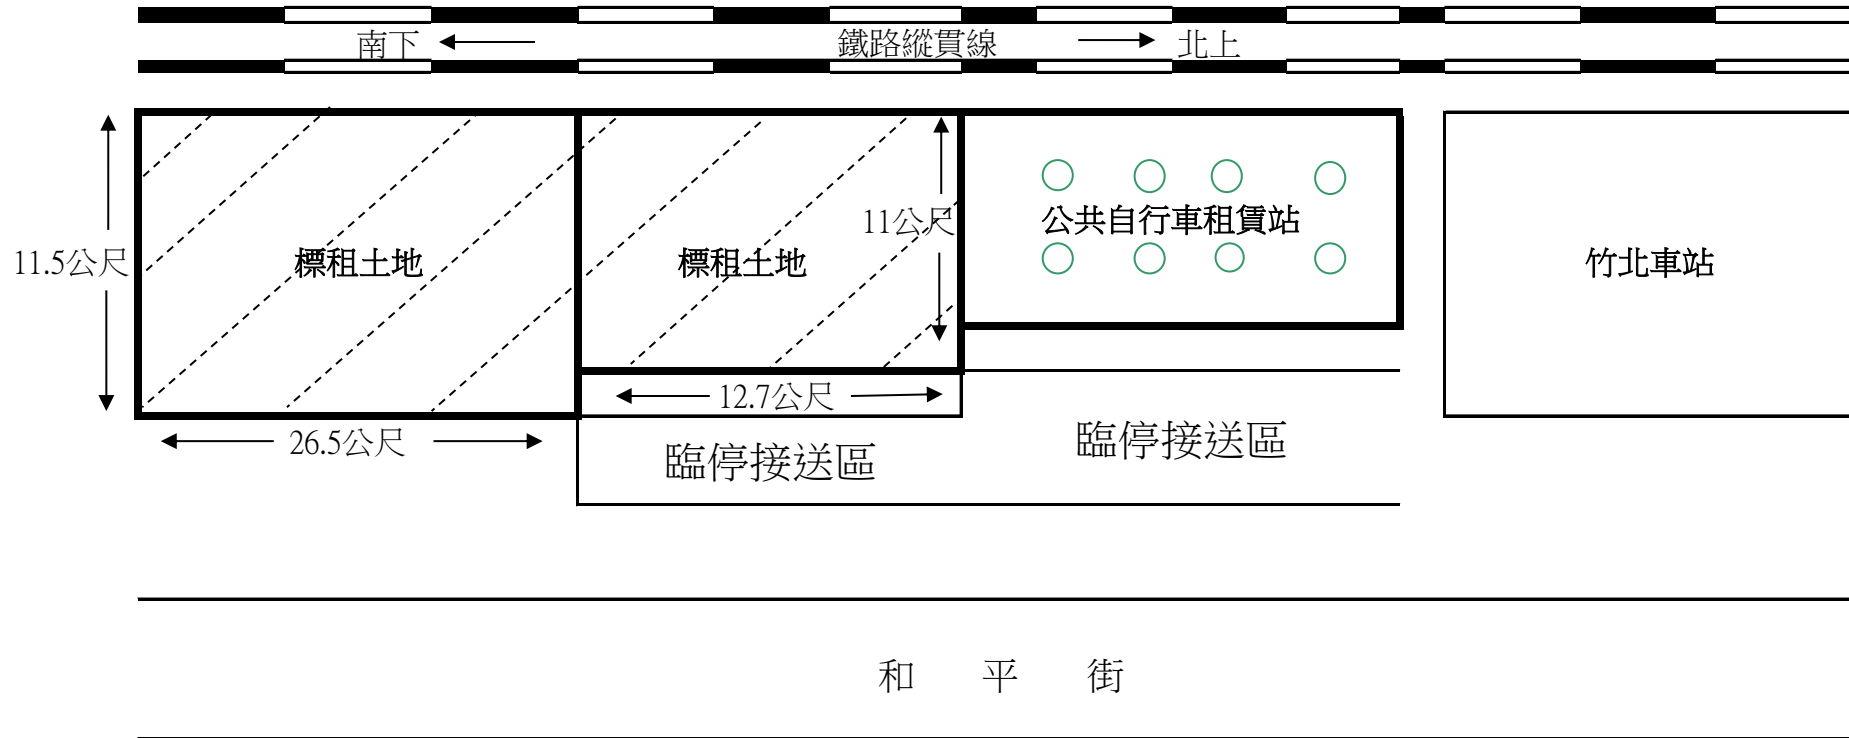 南下
鐵路縱貫線
北上
11公尺
公共自行車租賃站
11.5公尺
標租土地
標租土地
竹北車站
12.7公尺
26.5公尺
臨停接送區
臨停接送區
和 平 街